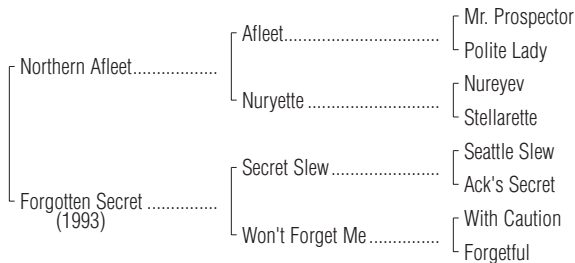 Mr. Prospector
Afleet
Polite Lady
Northern Afleet
Nureyev
Nuryette
Stellarette
Seattle Slew
Secret Slew
Ack's Secret
Forgotten Secret
(1993)
With Caution
Won't Forget Me
Forgetful